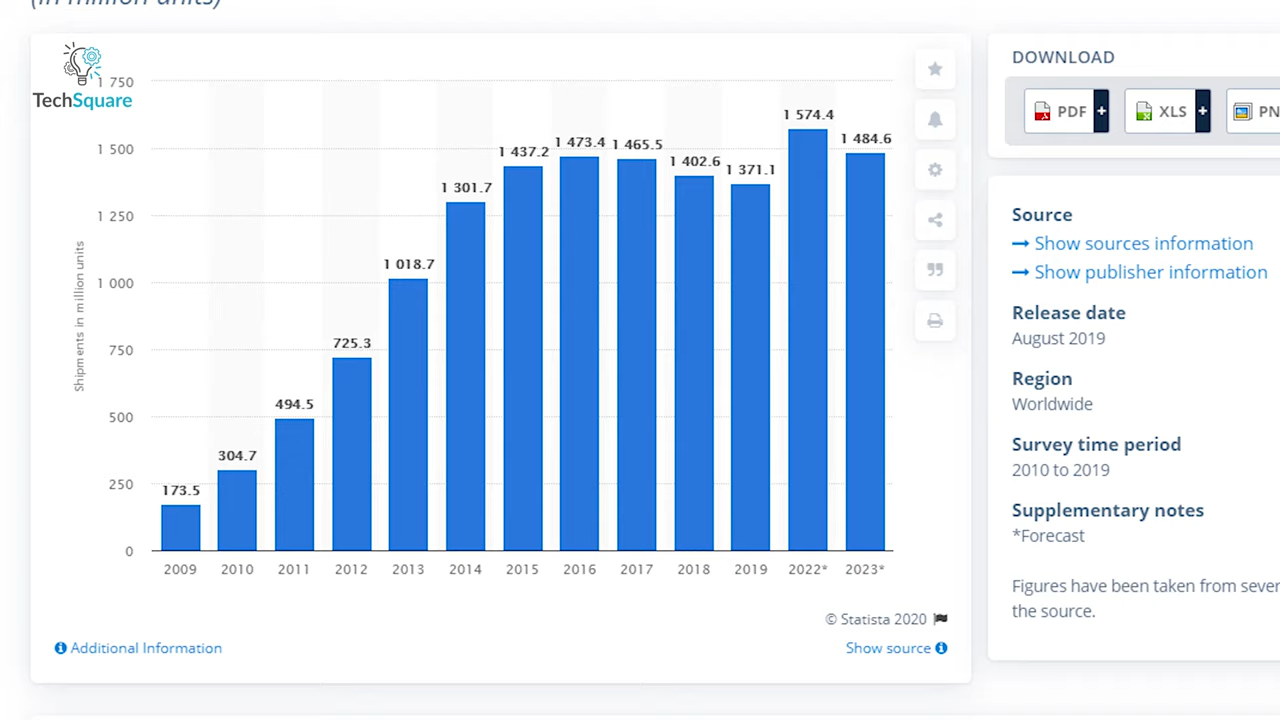 (in million units)
TechSquare
1 750
1 500
1 250
1 000
750
500
250
0
Shipments in million units
173.5
304.7
494.5
725.3
1 018.7
1 301.7
1 437.2
1 473.4
1 465.5
1 402.6
1 371.1
1 574.4
1 484.6
2009
2010
2011
2012
2013
2014
2015
2016
2017
2018
2019
2022*
2023*
© Statista 2020
Additional Information
Show source
DOWNLOAD
PDF +
XLS +
PN
Source
Show sources information
Show publisher information
Release date
August 2019
Region
Worldwide
Survey time period
2010 to 2019
Supplementary notes
*Forecast
Figures have been taken from sever
the source.